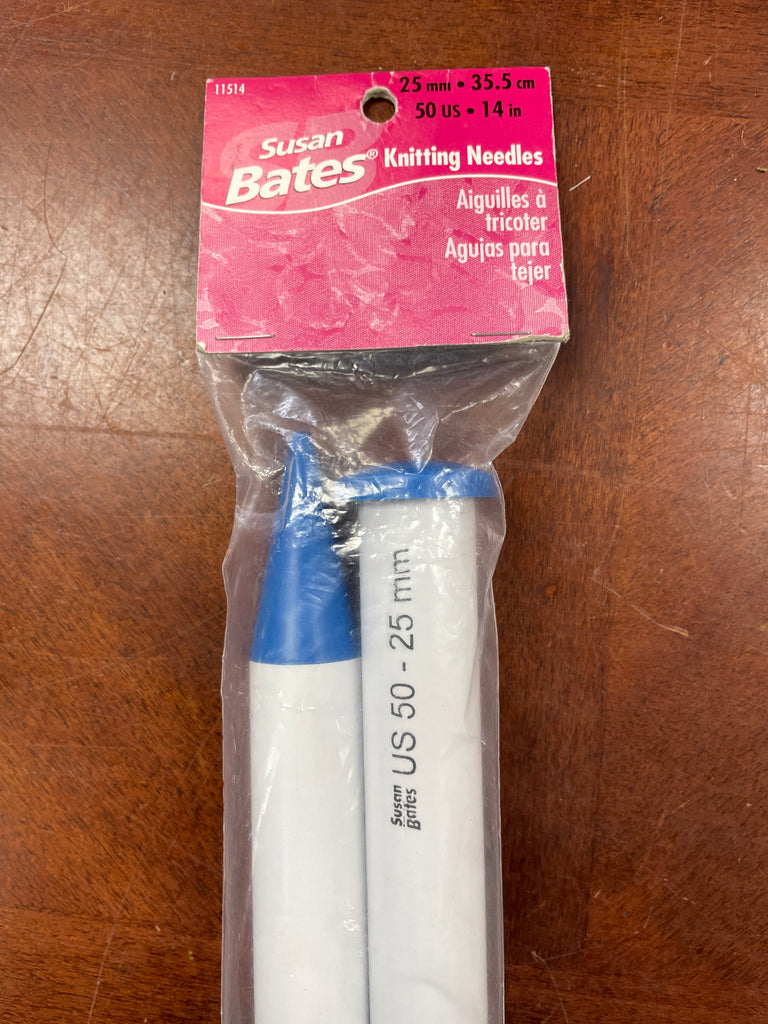 11514
25 mm • 35.5 cm
50 US • 14 in
Susan
Bates® Knitting Needles
Aiguilles à
tricoter
Agujas para
tejer
Susan
Bates US 50 - 25 mm